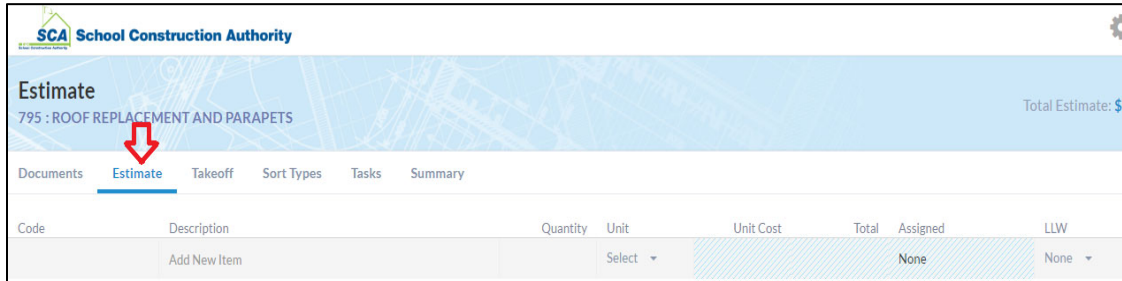 SCA School Construction Authority
Estimate
795 : ROOF REPLACEMENT AND PARAPETS
Total Estimate: $
Documents Estimate Takeoff Sort Types Tasks Summary
Code Description Quantity Unit Unit Cost Total Assigned LLW
Add New Item Select None None